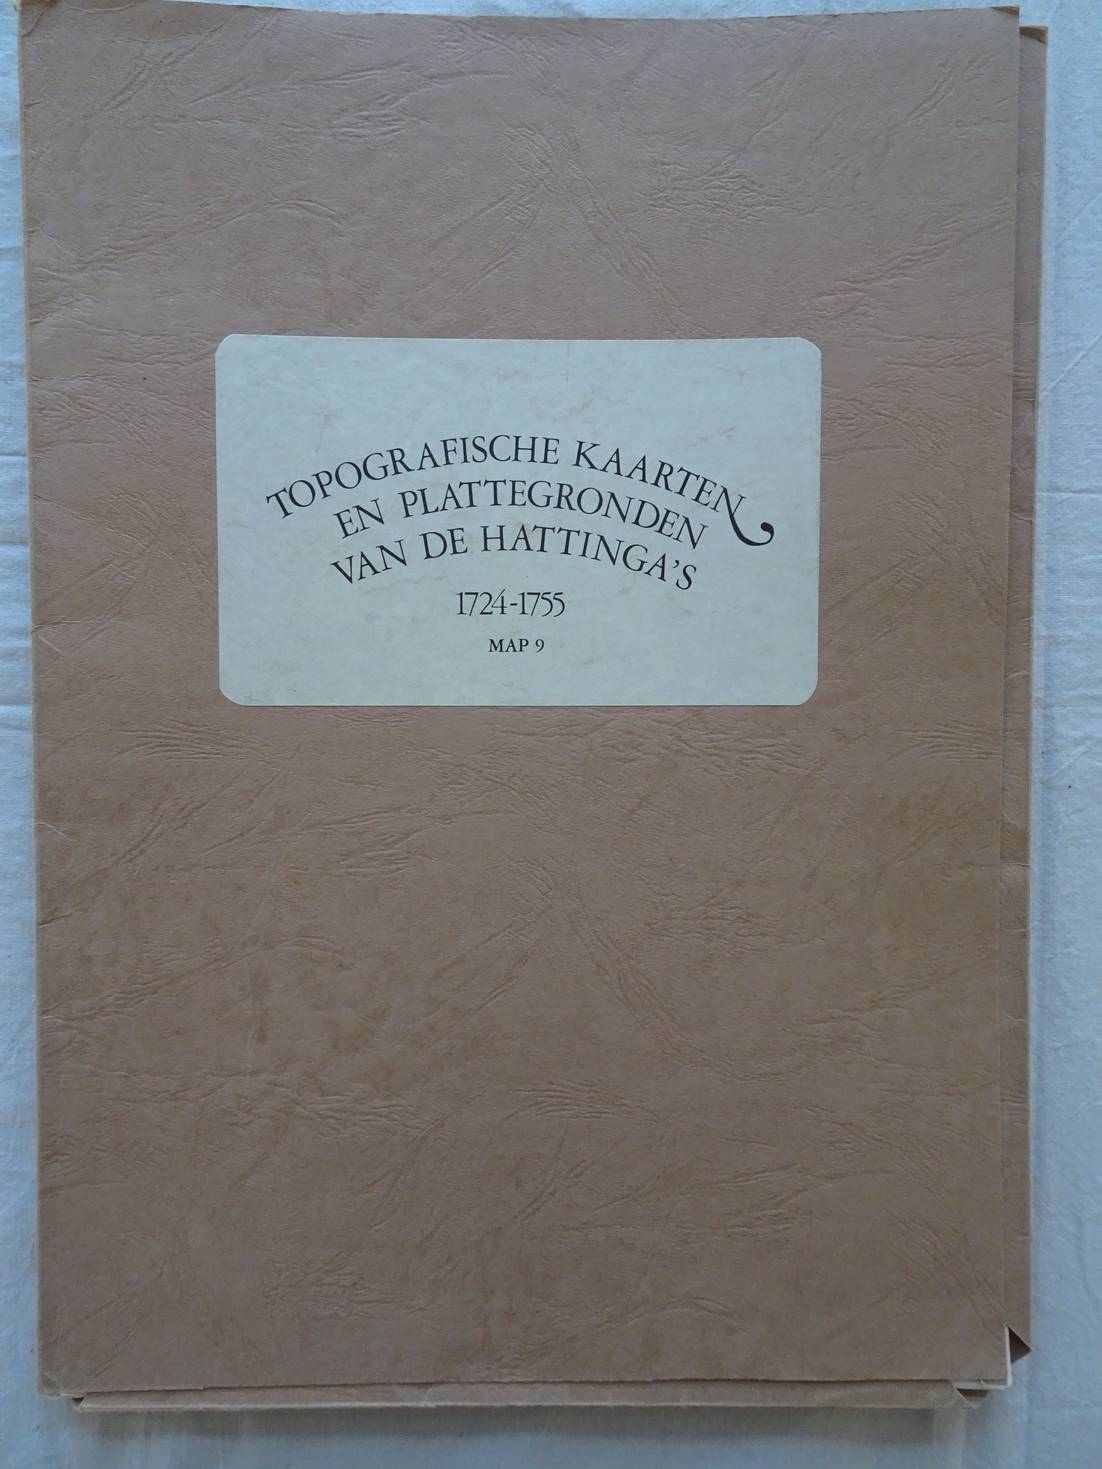 TOPOGRAFISCHE KAARTEN
EN PLATTEGRONDEN
VAN DE HATTINGA'S
1724-1755
MAP 9